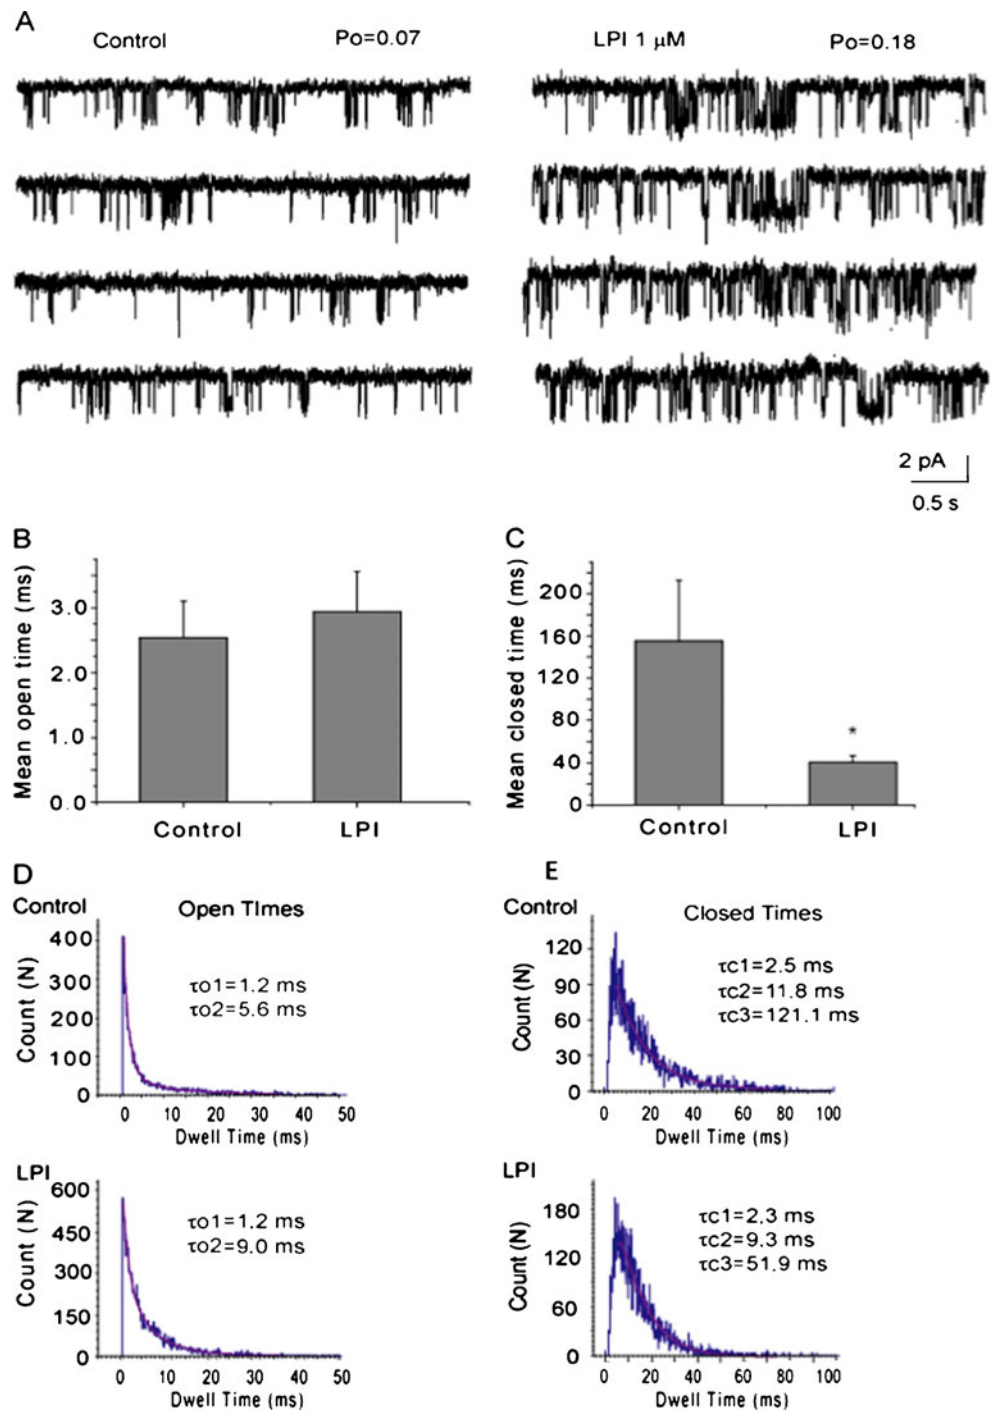 A
Control Po=0.07 LPI 1 μM Po=0.18
2 pA
0.5 s
B
Mean open time (ms)
3.0
2.0
1.0
0.0
Control LPI
C
Mean closed time (ms)
200
160
120
80
40
0
*
Control LPI
D
Control Open TImes
Count (N)
400
300
200
100
0
τo1=1.2 ms
τo2=5.6 ms
0 10 20 30 40 50
Dwell Time (ms)
E
Control Closed Times
Count (N)
120
90
60
30
0
τc1=2.5 ms
τc2=11.8 ms
τc3=121.1 ms
0 20 40 60 80 100
Dwell Time (ms)
LPI
Count (N)
600
450
300
150
0
τo1=1.2 ms
τo2=9.0 ms
0 10 20 30 40 50
Dwell Time (ms)
LPI
Count (N)
180
120
60
0
τc1=2.3 ms
τc2=9.3 ms
τc3=51.9 ms
0 20 40 60 80 100
Dwell Time (ms)